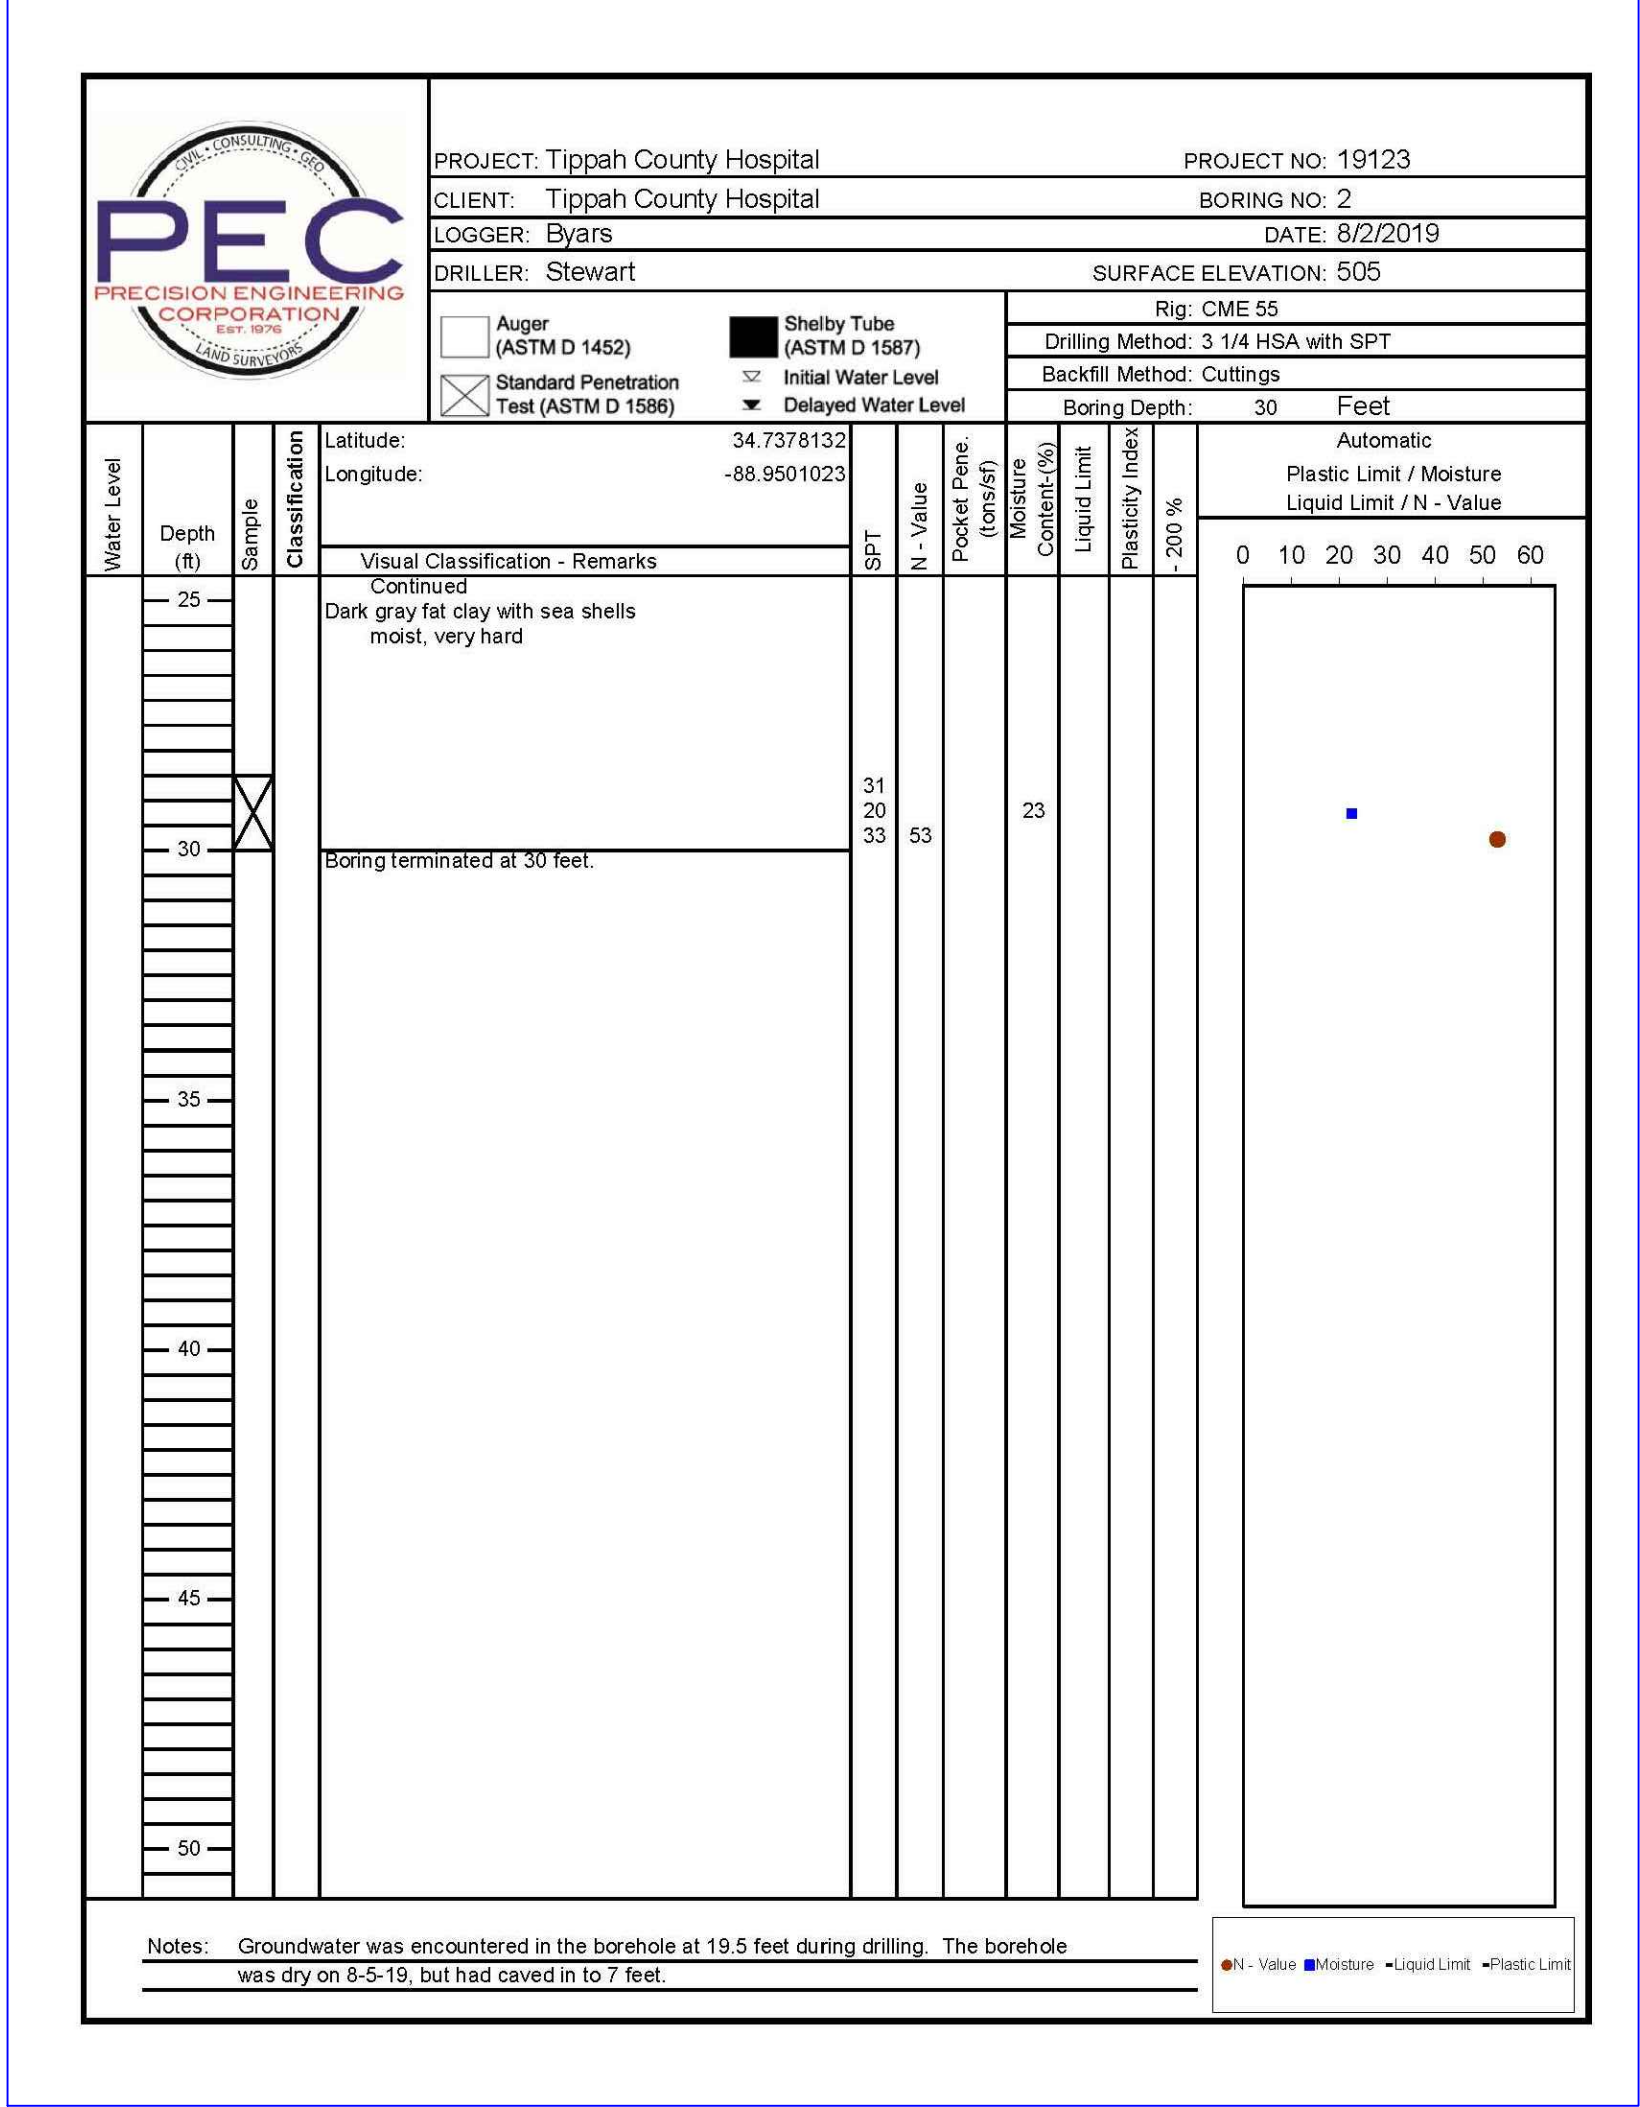 CIVIL • CONSULTING • GEO
PEC
PRECISION ENGINEERING
CORPORATION
EST. 1976
LAND SURVEYORS
PROJECT: Tippah County Hospital PROJECT NO: 19123
CLIENT: Tippah County Hospital BORING NO: 2
LOGGER: Byars DATE: 8/2/2019
DRILLER: Stewart SURFACE ELEVATION: 505
Auger
(ASTM D 1452)
Standard Penetration
Test (ASTM D 1586)
Shelby Tube
(ASTM D 1587)
Initial Water Level
Delayed Water Level
Rig: CME 55
Drilling Method: 3 1/4 HSA with SPT
Backfill Method: Cuttings
Boring Depth: 30 Feet
Water Level
Depth
(ft)
Sample
Classification
Latitude: 34.7378132
Longitude: -88.9501023
Visual Classification - Remarks
SPT
N - Value
Pocket Pene.
(tons/sf)
Moisture
Content-(%)
Liquid Limit
Plasticity Index
- 200 %
Automatic
Plastic Limit / Moisture
Liquid Limit / N - Value
0 10 20 30 40 50 60
Continued
25
Dark gray fat clay with sea shells
moist, very hard
31
20 23
33 53
30
Boring terminated at 30 feet.
35
40
45
50
Notes: Groundwater was encountered in the borehole at 19.5 feet during drilling. The borehole
was dry on 8-5-19, but had caved in to 7 feet.
N - Value Moisture Liquid Limit Plastic Limit